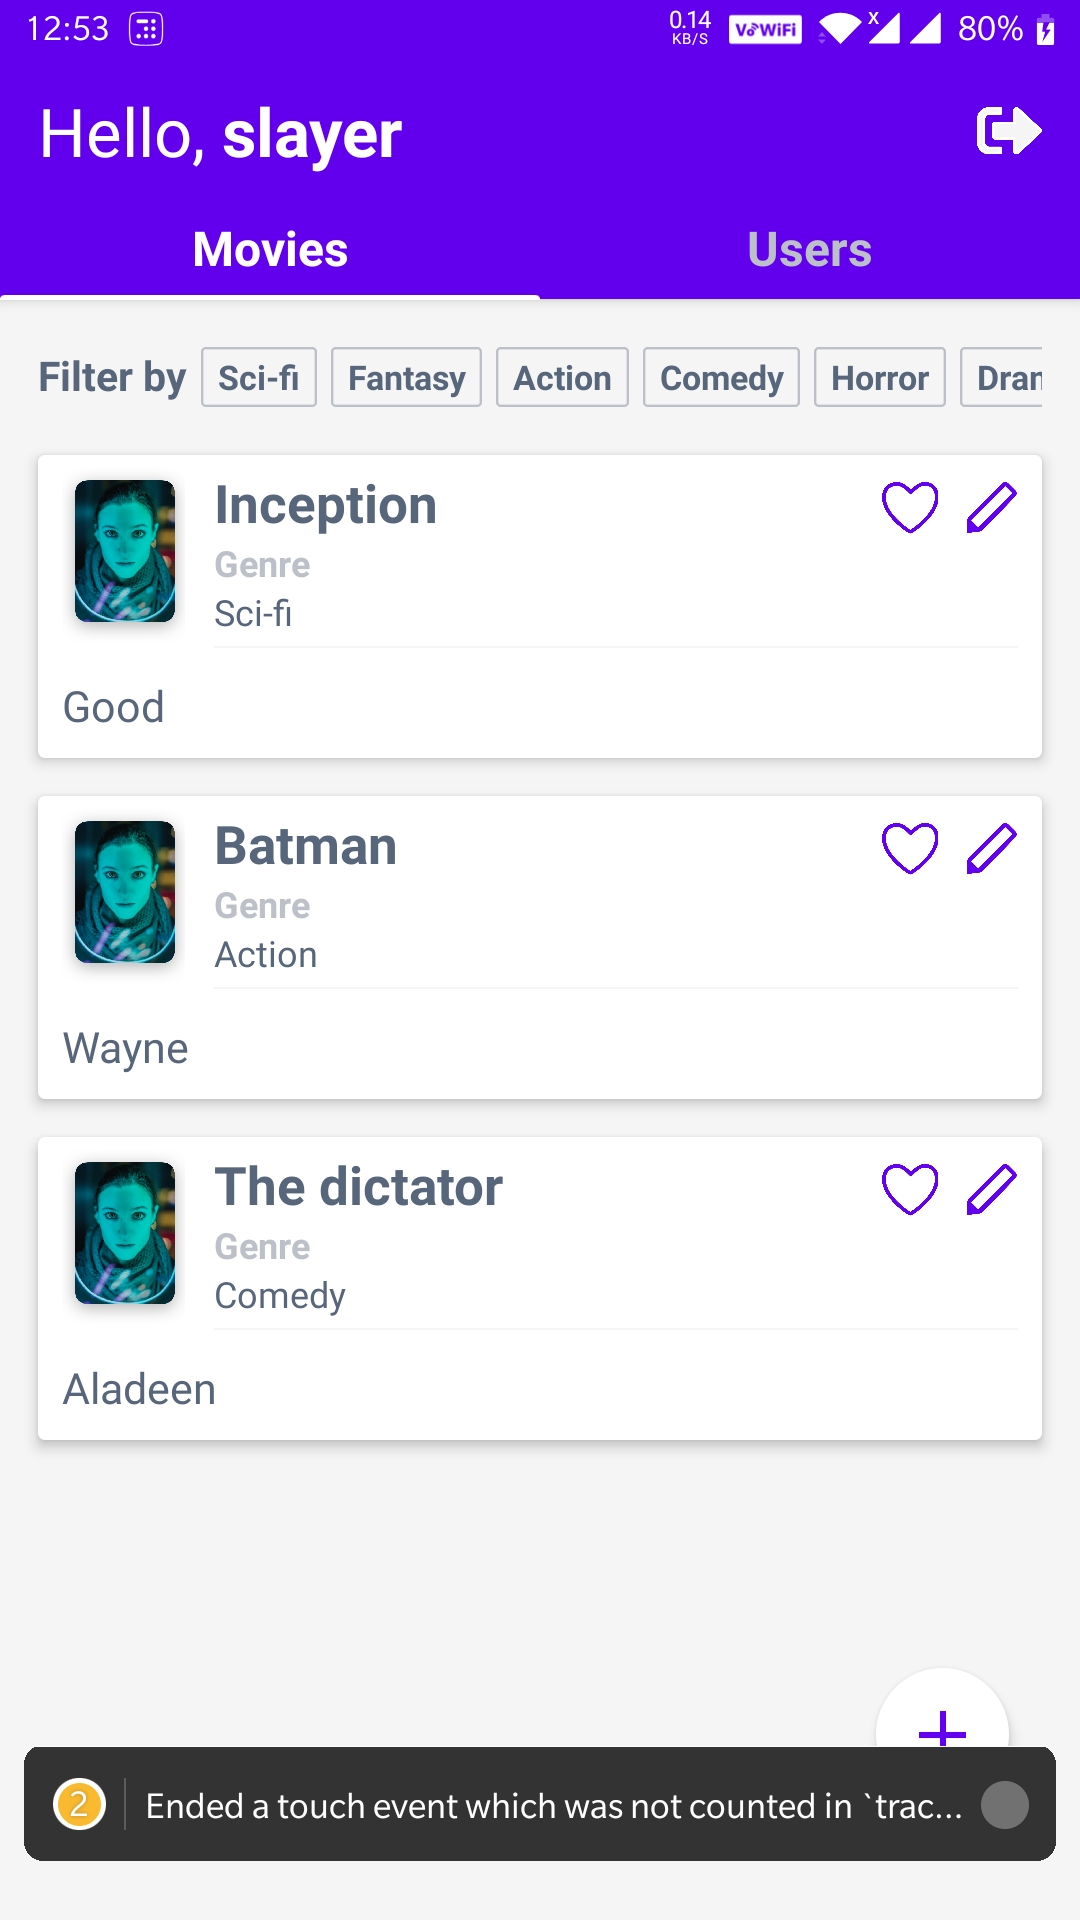 12:53 0.14 KB/S VoWiFi x 80%
Hello, slayer
Movies Users
Filter by Sci-fi Fantasy Action Comedy Horror Dran
Inception
Genre
Sci-fi
Good
Batman
Genre
Action
Wayne
The dictator
Genre
Comedy
Aladeen
2 Ended a touch event which was not counted in `trac...